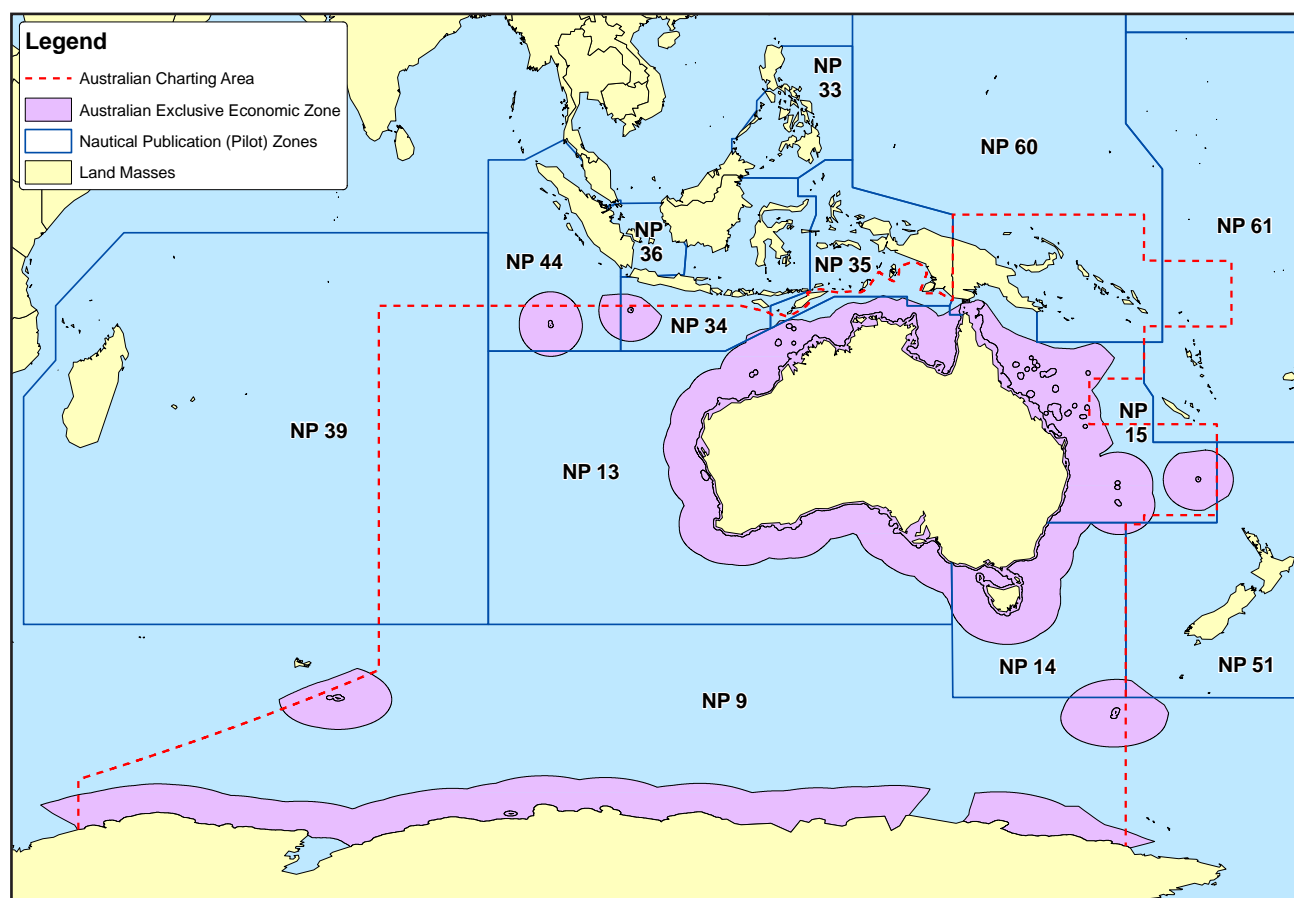 Legend
Australian Charting Area
Australian Exclusive Economic Zone
Nautical Publication (Pilot) Zones
Land Masses
NP
33
NP 60
NP 61
NP
36
NP 44
NP 35
NP 34
NP 39
NP 13
NP
15
NP 14
NP 51
NP 9